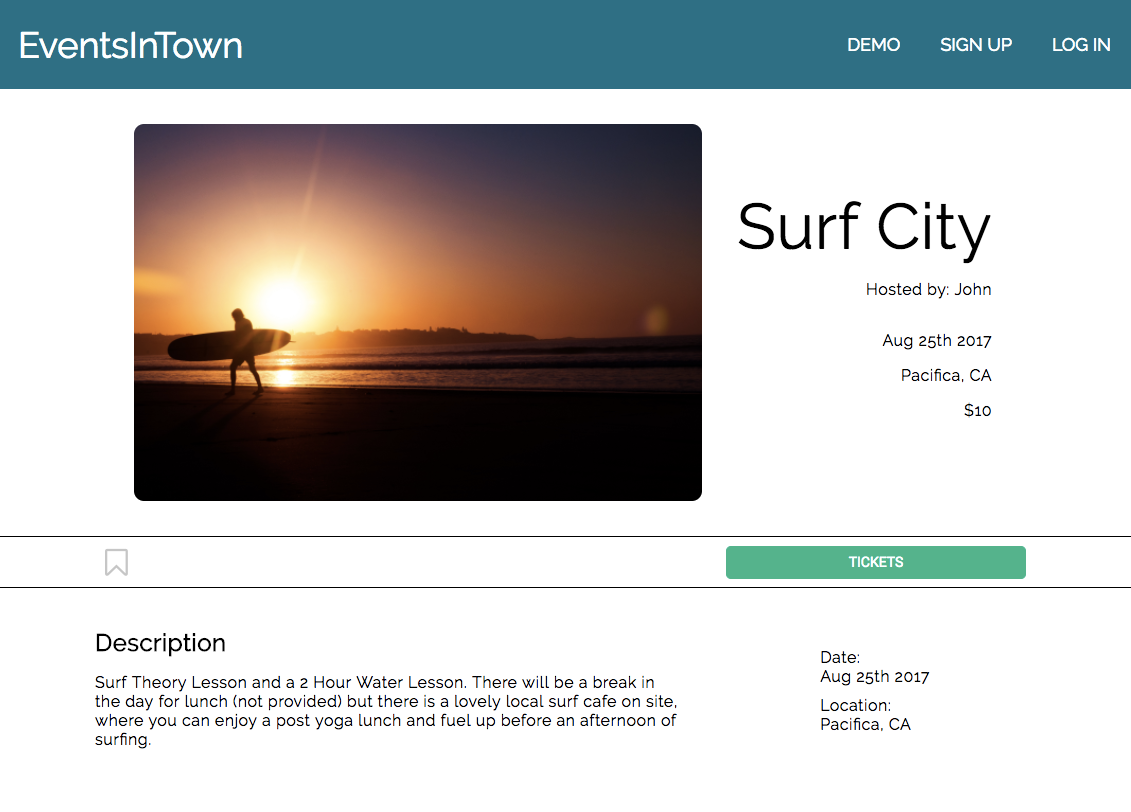 EventsInTown
DEMO
SIGN UP
LOG IN
Surf City
Hosted by: John
Aug 25th 2017
Pacifica, CA
$10
TICKETS
Description
Surf Theory Lesson and a 2 Hour Water Lesson. There will be a break in
the day for lunch (not provided) but there is a lovely local surf cafe on site,
where you can enjoy a post yoga lunch and fuel up before an afternoon of
surfing.
Date:
Aug 25th 2017
Location:
Pacifica, CA